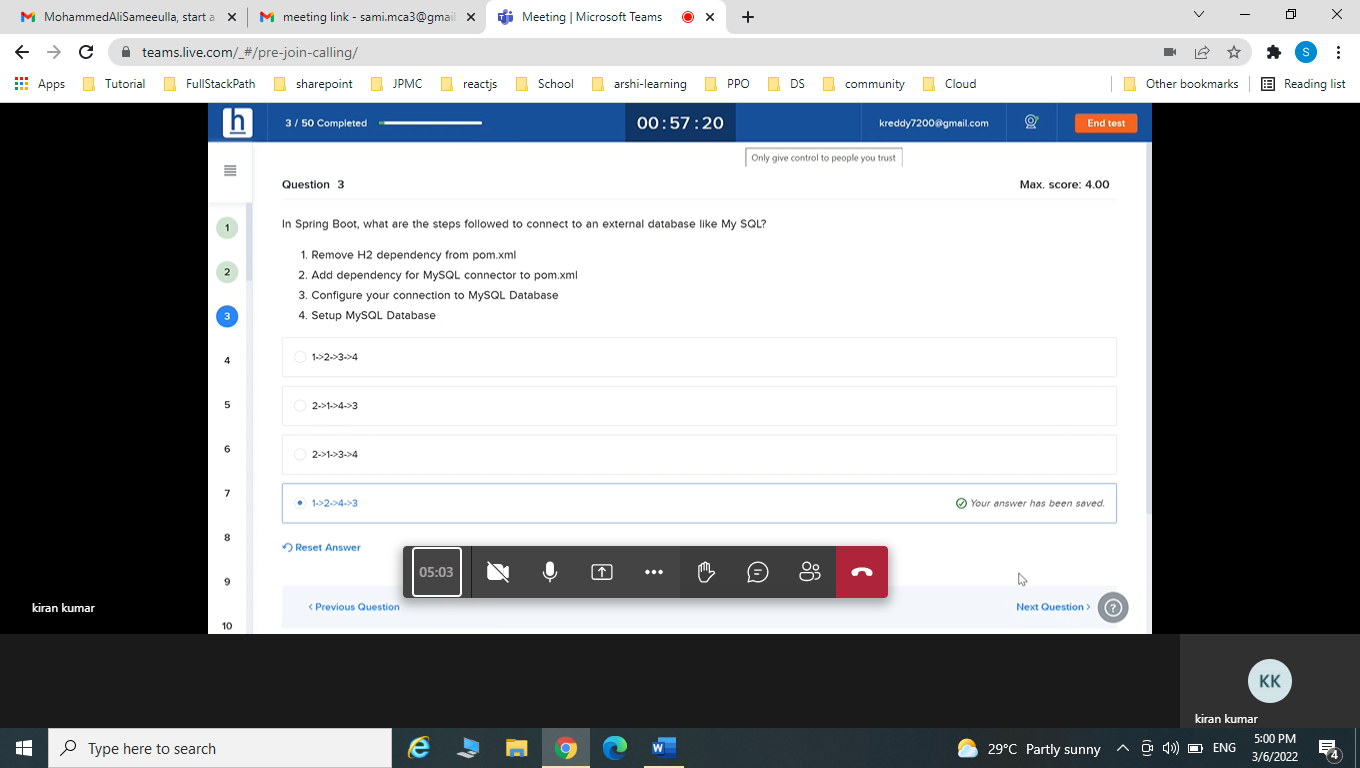 MohammedAliSameeulla, start a
meeting link - sami.mca3@gmail.
Meeting | Microsoft Teams
teams.live.com/_#/pre-join-calling/
S
Apps Tutorial FullStackPath sharepoint JPMC reactjs School arshi-learning PPO DS community Cloud Other bookmarks Reading list
h 3 / 50 Completed 00:57:20 kreddy7200@gmail.com End test
Only give control to people you trust
Question 3 Max. score: 4.00
In Spring Boot, what are the steps followed to connect to an external database like My SQL?
1. Remove H2 dependency from pom.xml
2. Add dependency for MySQL connector to pom.xml
3. Configure your connection to MySQL Database
4. Setup MySQL Database
1->2->3->4
2->1->4->3
2->1->3->4
1->2->4->3 Your answer has been saved.
Reset Answer
1
2
3
4
5
6
7
8
9
10
05:03
< Previous Question Next Question > ?
kiran kumar
KK
kiran kumar
Type here to search
W
29°C Partly sunny
ENG
5:00 PM
3/6/2022
4